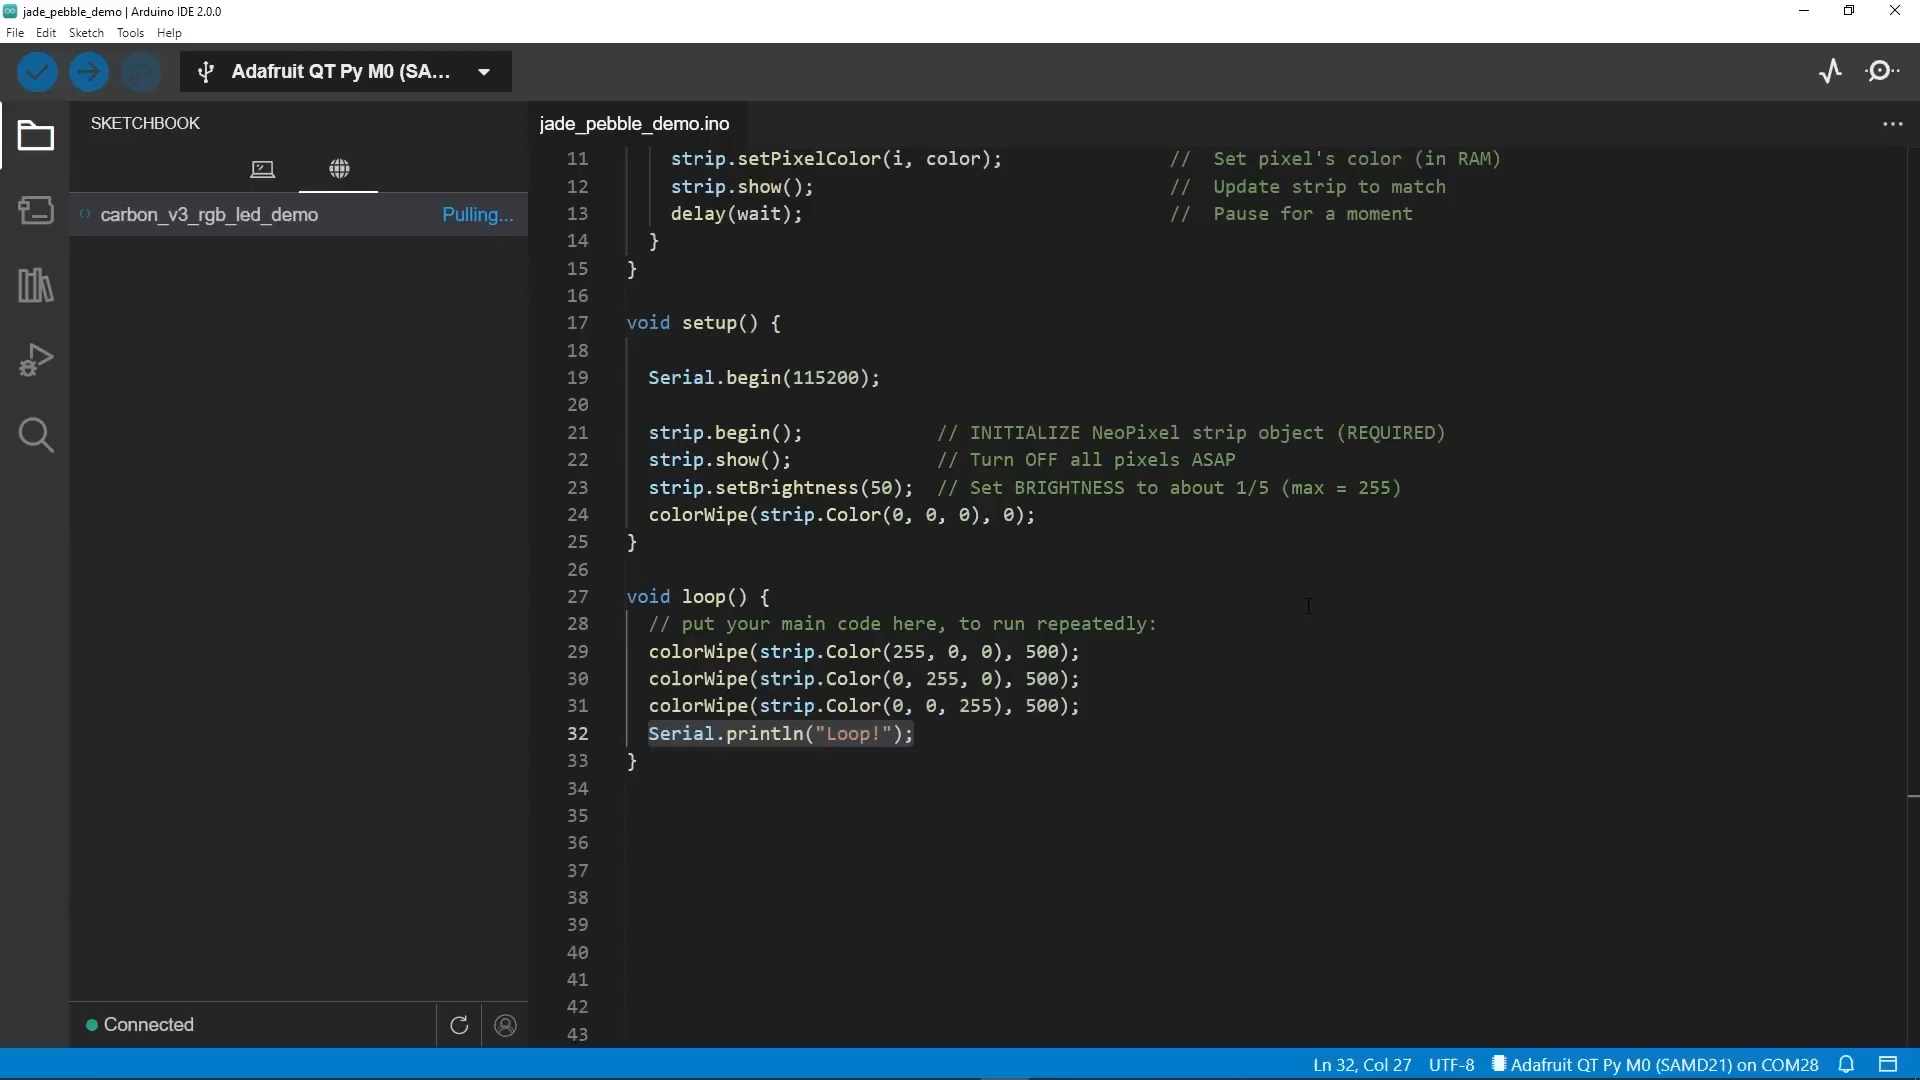 jade_pebble_demo | Arduino IDE 2.0.0
File Edit Sketch Tools Help
Adafruit QT Py M0 (SA...
SKETCHBOOK
carbon_v3_rgb_led_demo Pulling...
Connected
jade_pebble_demo.ino
11 strip.setPixelColor(i, color); // Set pixel's color (in RAM)
12 strip.show(); // Update strip to match
13 delay(wait); // Pause for a moment
14 }
15 }
16
17 void setup() {
18
19 Serial.begin(115200);
20
21 strip.begin(); // INITIALIZE NeoPixel strip object (REQUIRED)
22 strip.show(); // Turn OFF all pixels ASAP
23 strip.setBrightness(50); // Set BRIGHTNESS to about 1/5 (max = 255)
24 colorWipe(strip.Color(0, 0, 0), 0);
25 }
26
27 void loop() {
28 // put your main code here, to run repeatedly:
29 colorWipe(strip.Color(255, 0, 0), 500);
30 colorWipe(strip.Color(0, 255, 0), 500);
31 colorWipe(strip.Color(0, 0, 255), 500);
32 Serial.println("Loop!");
33 }
34
35
36
37
38
39
40
41
42
43
Ln 32, Col 27 UTF-8 Adafruit QT Py M0 (SAMD21) on COM28